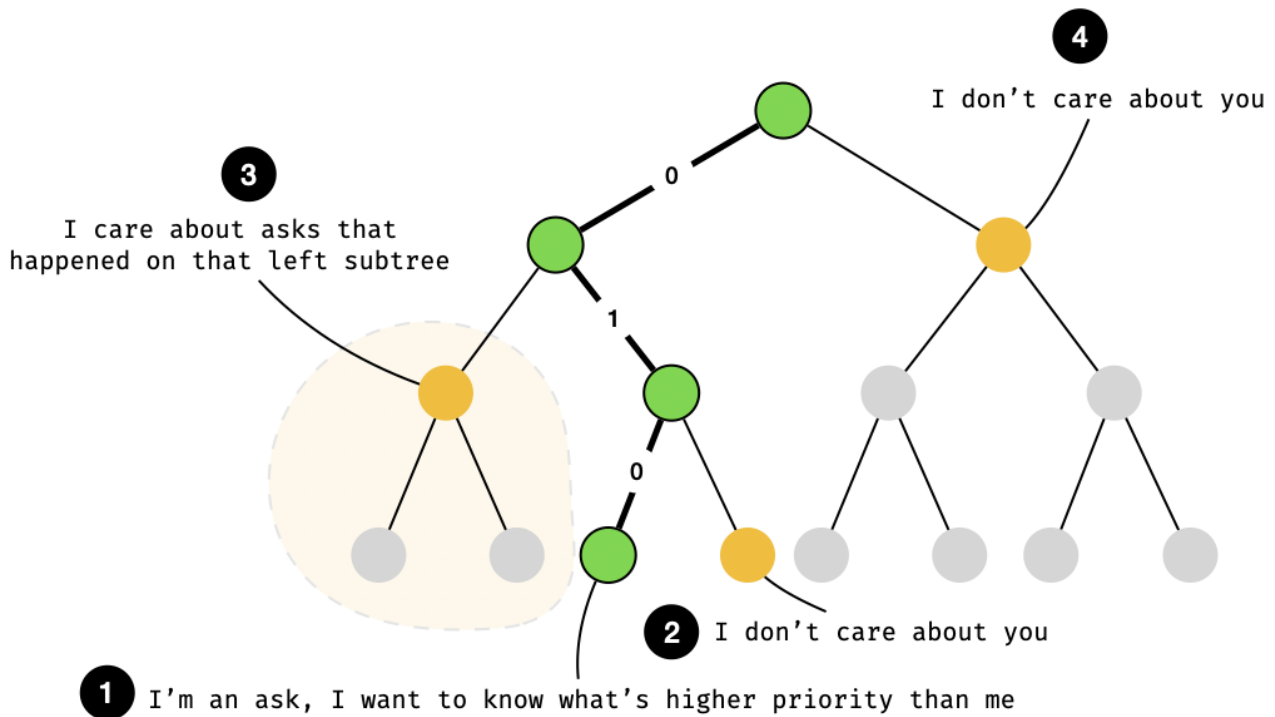 4
I don’t care about you
0
3
I care about asks that
happened on that left subtree
1
0
2 I don’t care about you
1 I’m an ask, I want to know what’s higher priority than me